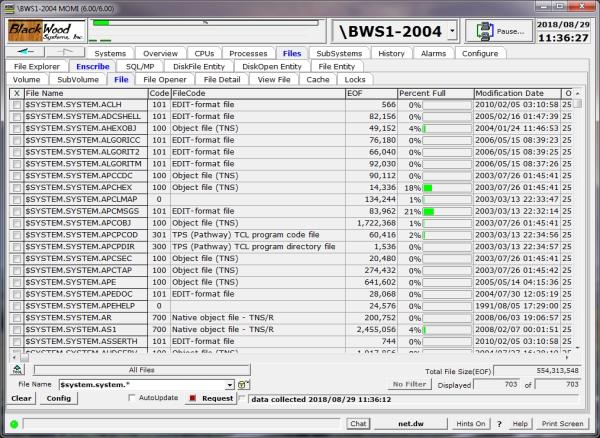 \BWS1-2004 MOMI (6.00/6.00)
BlackWood Systems, Inc.
%
\BWS1-2004
Pause...
2018/08/29
11:36:27
Systems Overview CPUs Processes Files SubSystems History Alarms Configure
File Explorer Enscribe SQL/MP DiskFile Entity DiskOpen Entity File Entity
Volume SubVolume File File Opener File Detail View File Cache Locks
X File Name Code FileCode EOF Percent Full Modification Date O
$SYSTEM.SYSTEM.ACLH 101 EDIT-format file 566 0% 2010/02/05 03:10:58 25
$SYSTEM.SYSTEM.ADCSHELL 101 EDIT-format file 82,156 0% 2005/02/16 01:47:39 25
$SYSTEM.SYSTEM.AHEXOBJ 100 Object file (TNS) 49,152 4% 2004/01/24 11:46:53 25
$SYSTEM.SYSTEM.ALGORICC 101 EDIT-format file 76,180 0% 2006/05/15 08:39:23 25
$SYSTEM.SYSTEM.ALGORIT2 101 EDIT-format file 66,040 0% 2006/05/15 08:39:25 25
$SYSTEM.SYSTEM.ALGORITM 101 EDIT-format file 92,030 0% 2006/05/15 08:37:26 25
$SYSTEM.SYSTEM.APCCDC 100 Object file (TNS) 90,112 0% 2003/07/26 01:45:41 25
$SYSTEM.SYSTEM.APCHEX 100 Object file (TNS) 14,336 18% 2003/07/26 01:45:41 25
$SYSTEM.SYSTEM.APCLMAP 0 134,244 1% 2003/03/13 22:33:47 25
$SYSTEM.SYSTEM.APCMSGS 101 EDIT-format file 83,962 21% 2003/03/13 22:32:14 25
$SYSTEM.SYSTEM.APCOBJ 100 Object file (TNS) 1,722,368 1% 2003/07/26 01:45:41 25
$SYSTEM.SYSTEM.APCPCOD 301 TPS (Pathway) TCL program code file 60,416 2% 2003/03/13 22:34:56 25
$SYSTEM.SYSTEM.APCPDIR 300 TPS (Pathway) TCL program directory file 1,536 0% 2003/03/13 22:34:57 25
$SYSTEM.SYSTEM.APCSEC 100 Object file (TNS) 20,480 0% 2003/07/26 01:45:41 25
$SYSTEM.SYSTEM.APCTAP 100 Object file (TNS) 274,432 0% 2003/07/26 01:45:42 25
$SYSTEM.SYSTEM.APE 100 Object file (TNS) 641,602 0% 2005/05/14 04:15:36 25
$SYSTEM.SYSTEM.APEDOC 101 EDIT-format file 28,068 0% 2004/07/30 12:05:19 25
$SYSTEM.SYSTEM.APEHELP 0 24,576 0% 1991/08/05 17:29:00 25
$SYSTEM.SYSTEM.AR 700 Native object file - TNS/R 200,752 0% 2008/06/03 19:06:57 25
$SYSTEM.SYSTEM.AS1 700 Native object file - TNS/R 2,455,056 4% 2008/02/07 00:01:51 25
$SYSTEM.SYSTEM.ASSERTH 101 EDIT-format file 744 0% 2010/02/05 03:10:58 25
All Files
Total File Size(EOF) 554,313,548
File Name $system.system.*
No Filter Displayed 703 of 703
Clear Config AutoUpdate Request data collected 2018/08/29 11:36:12
Chat net.dw Hints On ? Help Print Screen